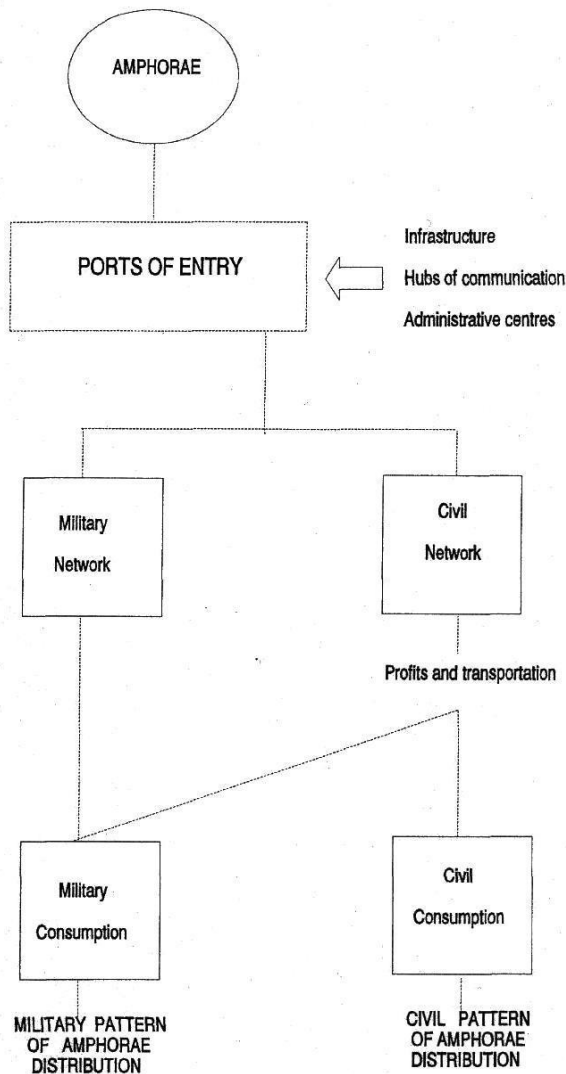 AMPHORAE
PORTS OF ENTRY
Infrastructure
Hubs of communication
Administrative centres
Military
Network
Civil
Network
Profits and transportation
Military
Consumption
Civil
Consumption
MILITARY PATTERN
OF AMPHORAE
DISTRIBUTION
CIVIL PATTERN
OF AMPHORAE
DISTRIBUTION